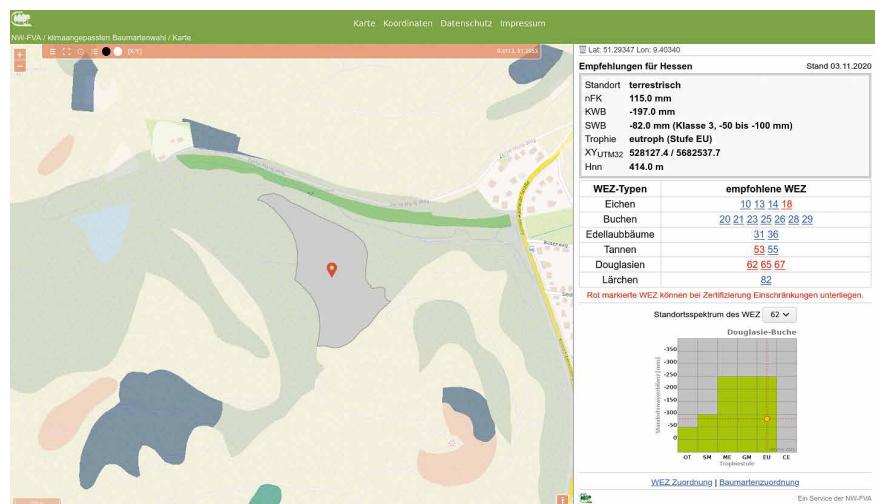 Karte Koordinaten Datenschutz Impressum
NW-FVA / klimaangepassten Baumartenwahl / Karte
[X/Y]
Lat: 51.29347 Lon: 9.40340
Empfehlungen für Hessen Stand 03.11.2020
Standort terrestrisch
nFK 115.0 mm
KWB -197.0 mm
SWB -82.0 mm (Klasse 3, -50 bis -100 mm)
Trophie eutroph (Stufe EU)
XYUTM32 528127.4 / 5682537.7
Hnn 414.0 m
WEZ-Typen empfohlene WEZ
Eichen 10 13 14 18
Buchen 20 21 23 25 26 28 29
Edellaubbäume 31 36
Tannen 53 55
Douglasien 62 65 67
Lärchen 82
Rot markierte WEZ können bei Zertifizierung Einschränkungen unterliegen.
Standortsspektrum des WEZ 62
Douglasie-Buche
Standortswasserbilanz [mm]
-350
-300
-250
-200
-150
-100
-50
0
OT SM ME GM EU CE
Trophiestufe
WEZ Zuordnung | Baumartenzuordnung
Ein Service der NW-FVA